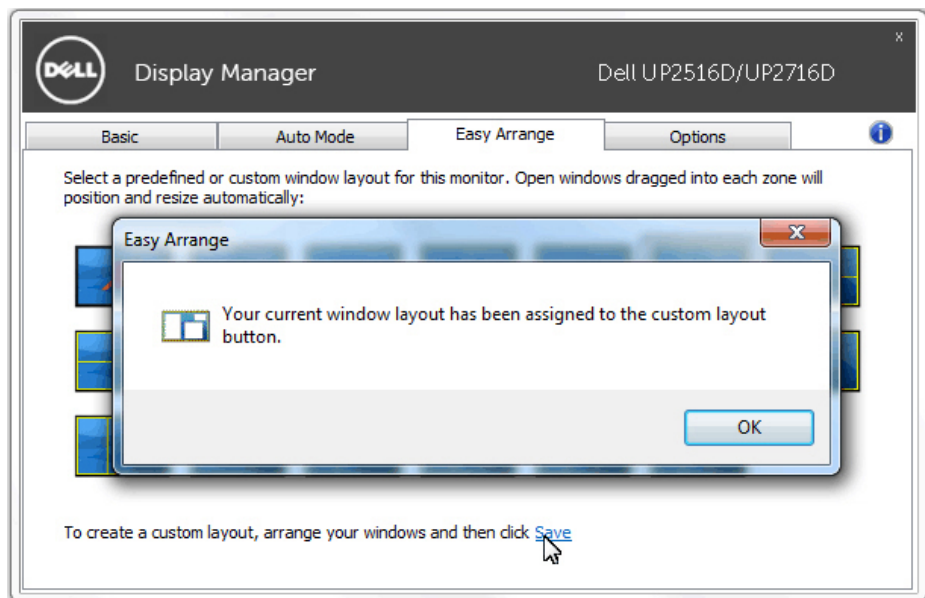 x
DELL
Display Manager
Dell UP2516D/UP2716D
Basic
Auto Mode
Easy Arrange
Options
i
Select a predefined or custom window layout for this monitor. Open windows dragged into each zone will
position and resize automatically:
Easy Arrange
x
Your current window layout has been assigned to the custom layout
button.
OK
To create a custom layout, arrange your windows and then click Save